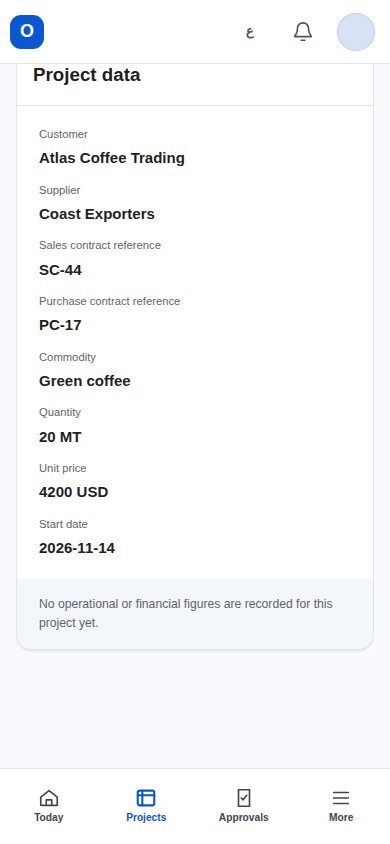 O
ع
Project data
Customer
Atlas Coffee Trading
Supplier
Coast Exporters
Sales contract reference
SC-44
Purchase contract reference
PC-17
Commodity
Green coffee
Quantity
20 MT
Unit price
4200 USD
Start date
2026-11-14
No operational or financial figures are recorded for this
project yet.
Today
Projects
Approvals
More